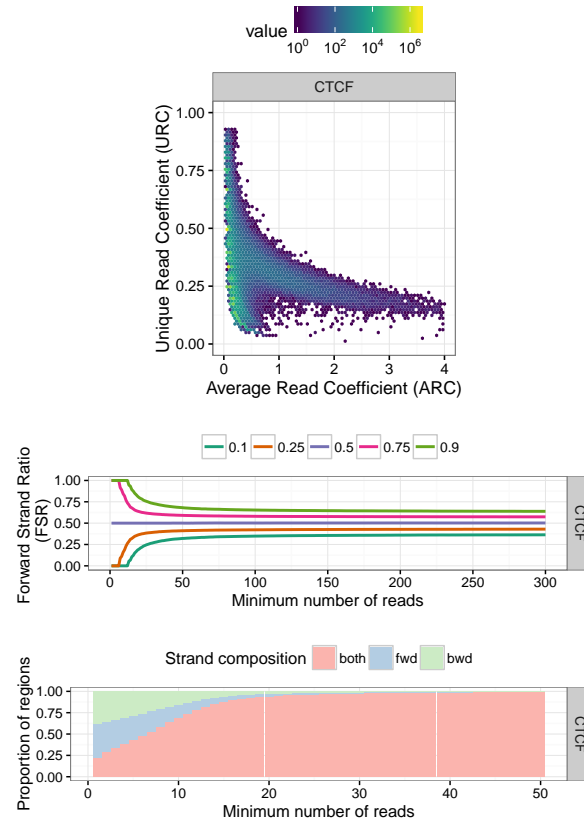 value
10^0 10^2 10^4 10^6
CTCF
Unique Read Coefficient (URC)
1.00
0.75
0.50
0.25
0.00
0 1 2 3 4
Average Read Coefficient (ARC)
0.1 0.25 0.5 0.75 0.9
Forward Strand Ratio
(FSR)
1.00
0.75
0.50
0.25
0.00
CTCF
0 50 100 150 200 250 300
Minimum number of reads
Strand composition both fwd bwd
Proportion of regions
1.00
0.75
0.50
0.25
0.00
CTCF
0 10 20 30 40 50
Minimum number of reads